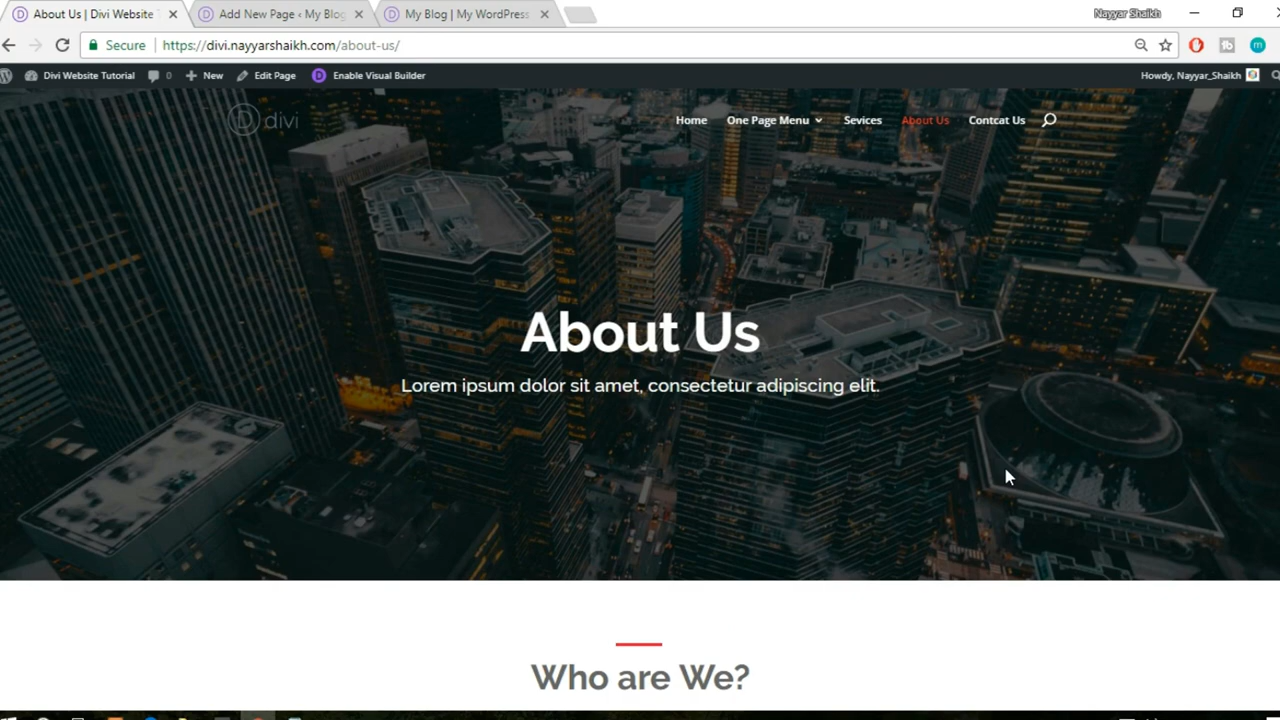 About Us | Divi Website
Add New Page ‹ My Blog
My Blog | My WordPress
Nayyar Shaikh
Secure
https://divi.nayyarshaikh.com/about-us/
Divi Website Tutorial
0
New
Edit Page
D
Enable Visual Builder
Howdy, Nayyar_Shaikh
D divi
Home
One Page Menu
Sevices
About Us
Contcat Us
About Us
Lorem ipsum dolor sit amet, consectetur adipiscing elit.
Who are We?